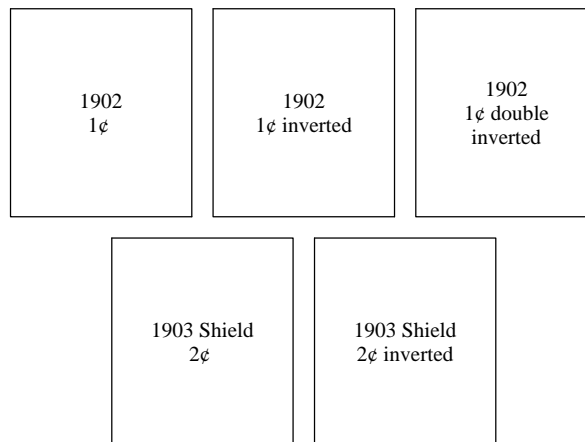 1902
1¢
1902
1¢ inverted
1902
1¢ double
inverted
1903 Shield
2¢
1903 Shield
2¢ inverted